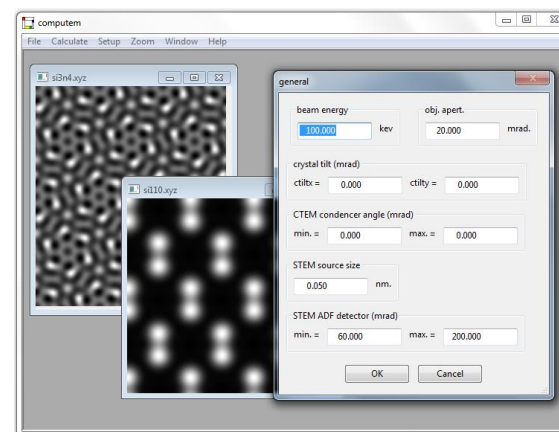 computem
File Calculate Setup Zoom Window Help
si3n4.xyz
si110.xyz
general
beam energy
100.000 kev
obj. apert.
20.000 mrad.
crystal tilt (mrad)
ctiltx = 0.000 ctilty = 0.000
CTEM condencer angle (mrad)
min. = 0.000 max. = 0.000
STEM source size
0.050 nm.
STEM ADF detector (mrad)
min. = 60.000 max. = 200.000
OK Cancel